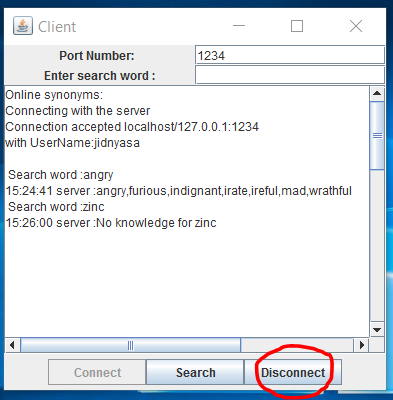 Client
Port Number: 1234
Enter search word :
Online synonyms:
Connecting with the server
Connection accepted localhost/127.0.0.1:1234
with UserName:jidnyasa
Search word :angry
15:24:41 server :angry,furious,indignant,irate,ireful,mad,wrathful
Search word :zinc
15:26:00 server :No knowledge for zinc
Connect Search Disconnect